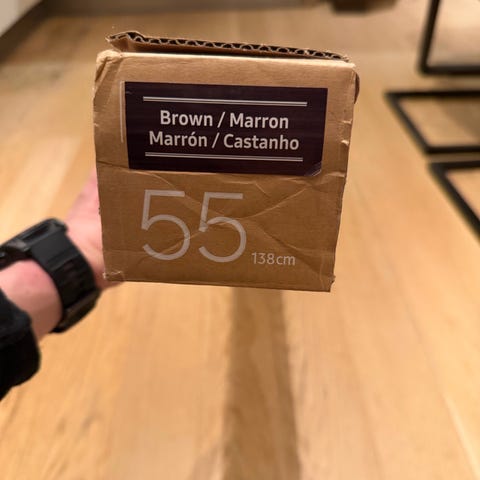 Brown / Marron
Marrón / Castanho
55
138cm